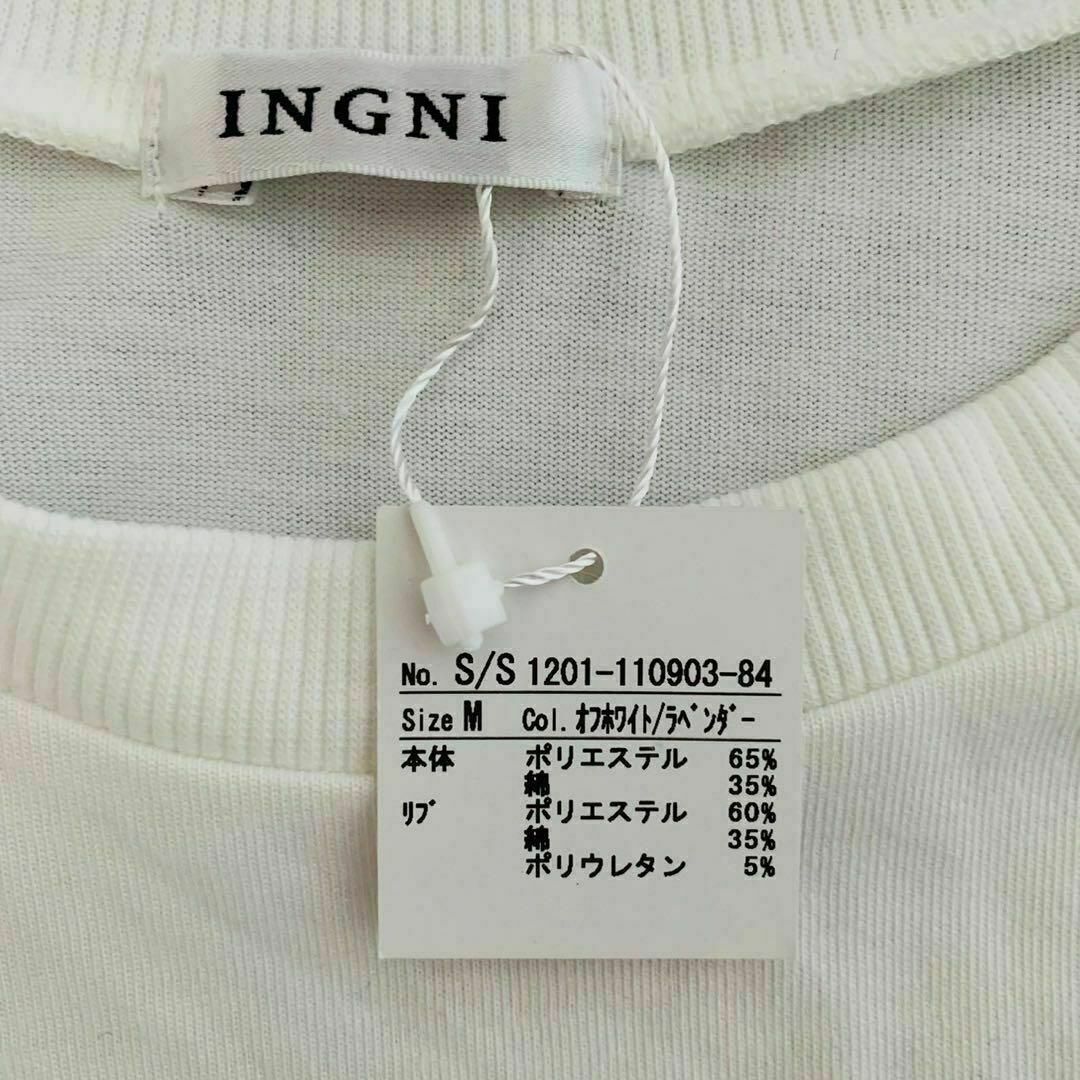 INGNI
No. S/S 1201-110903-84
Size M Col. ｵﾌﾎﾜｲﾄ/ﾗﾍﾞﾝﾀﾞｰ
本体 ポリエステル 65%
綿 35%
ﾘﾌﾞ ポリエステル 60%
綿 35%
ポリウレタン 5%